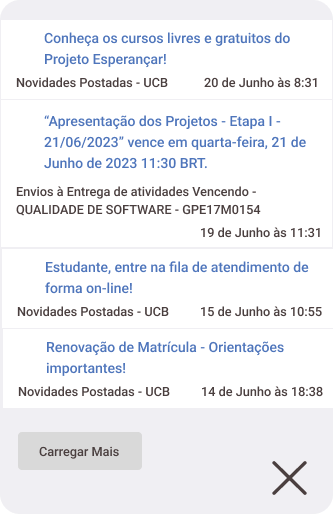 Conheça os cursos livres e gratuitos do
Projeto Esperançar!
Novidades Postadas - UCB 20 de Junho às 8:31
“Apresentação dos Projetos - Etapa I -
21/06/2023” vence em quarta-feira, 21 de
Junho de 2023 11:30 BRT.
Envios à Entrega de atividades Vencendo -
QUALIDADE DE SOFTWARE - GPE17M0154
19 de Junho às 11:31
Estudante, entre na fila de atendimento de
forma on-line!
Novidades Postadas - UCB 15 de Junho às 10:55
Renovação de Matrícula - Orientações
importantes!
Novidades Postadas - UCB 14 de Junho às 18:38
Carregar Mais